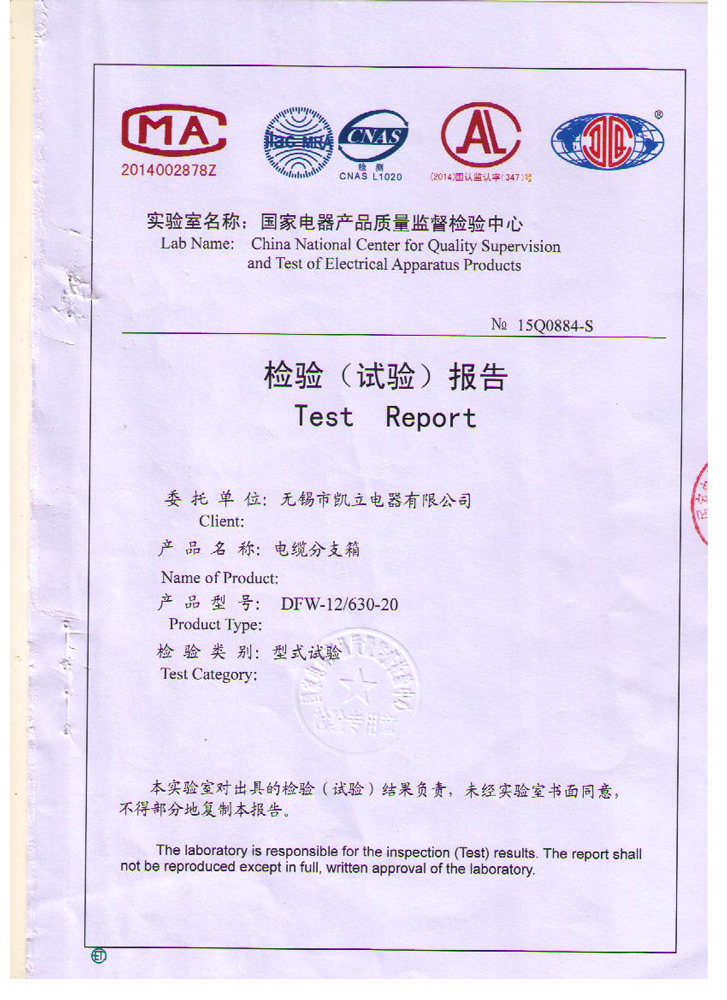 MA
ilac-MRA
CNAS
AL
®
2014002878Z
检 测
CNAS L1020
(2014)国认监认字(347)号
实验室名称：国家电器产品质量监督检验中心
Lab Name: China National Center for Quality Supervision
and Test of Electrical Apparatus Products
№ 15Q0884-S
检验（试验）报告
Test Report
委 托 单 位：无锡市凯立电器有限公司
Client:
产 品 名 称：电缆分支箱
Name of Product:
产 品 型 号： DFW-12/630-20
Product Type:
检 验 类 别：型式试验
Test Category:
检验专用章
本实验室对出具的检验（试验）结果负责，未经实验室书面同意，
不得部分地复制本报告。
The laboratory is responsible for the inspection (Test) results. The report shall
not be reproduced except in full, written approval of the laboratory.